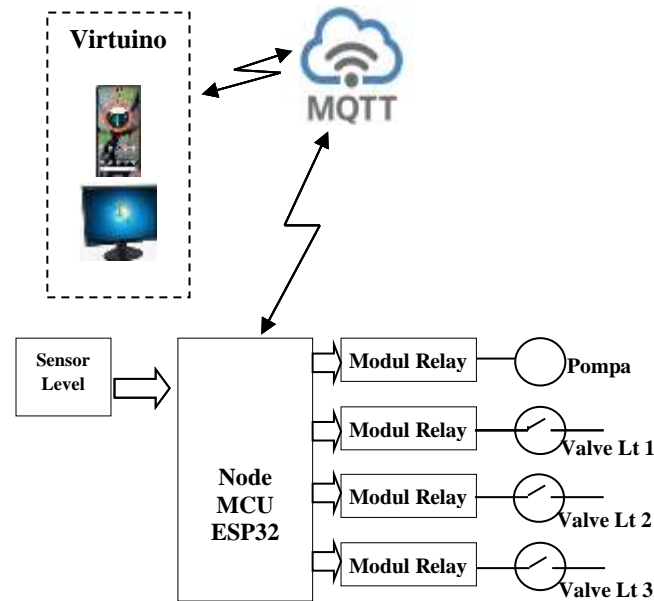 Virtuino
MQTT
Sensor
Level
Node
MCU
ESP32
Modul Relay
Pompa
Modul Relay
Valve Lt 1
Modul Relay
Valve Lt 2
Modul Relay
Valve Lt 3